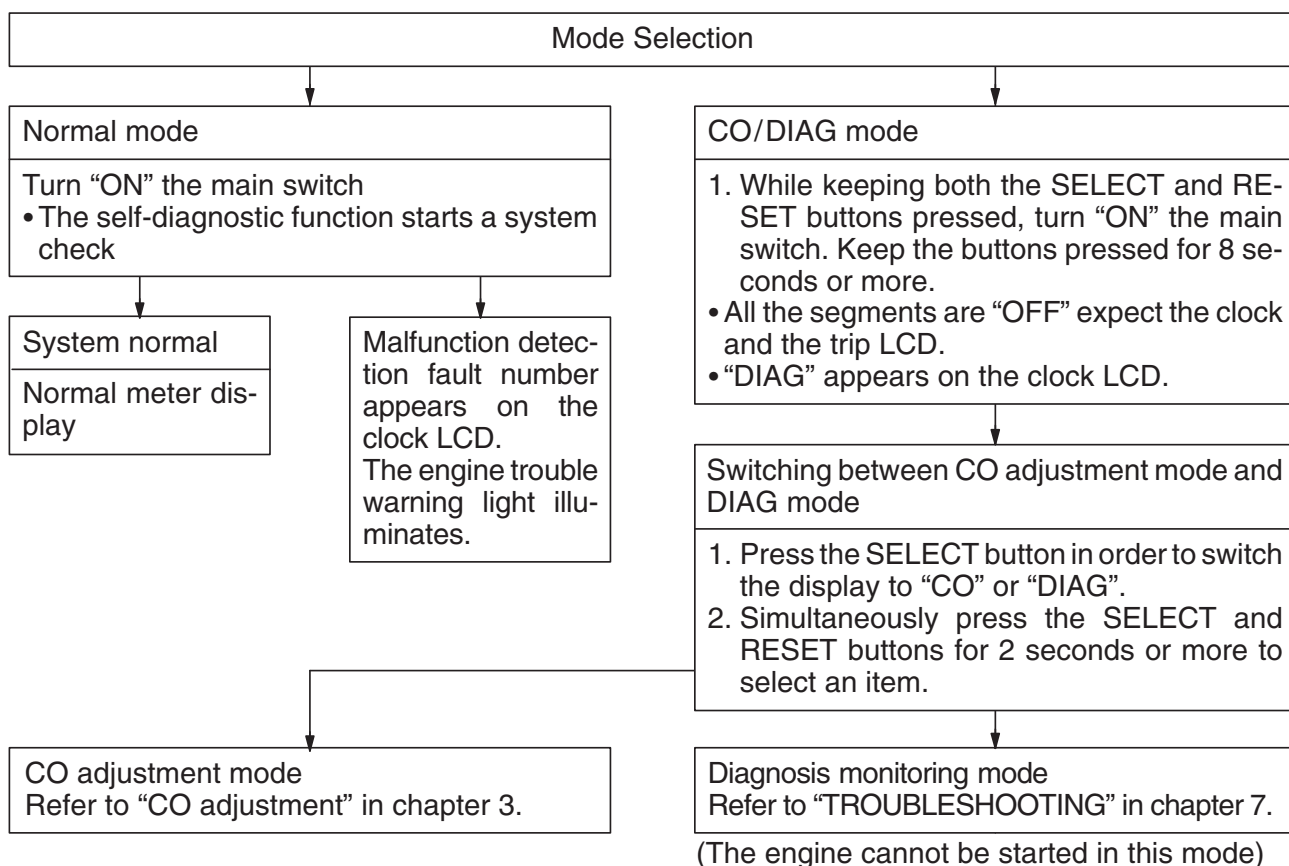 Mode Selection
Normal mode
Turn “ON” the main switch
• The self-diagnostic function starts a system
check
System normal
Normal meter dis-
play
Malfunction detec-
tion fault number
appears on the
clock LCD.
The engine trouble
warning light illu-
minates.
CO/DIAG mode
1. While keeping both the SELECT and RE-
SET buttons pressed, turn “ON” the main
switch. Keep the buttons pressed for 8 se-
conds or more.
• All the segments are “OFF” expect the clock
and the trip LCD.
• “DIAG” appears on the clock LCD.
Switching between CO adjustment mode and
DIAG mode
1. Press the SELECT button in order to switch
the display to “CO” or “DIAG”.
2. Simultaneously press the SELECT and
RESET buttons for 2 seconds or more to
select an item.
CO adjustment mode
Refer to “CO adjustment” in chapter 3.
Diagnosis monitoring mode
Refer to “TROUBLESHOOTING” in chapter 7.
(The engine cannot be started in this mode)